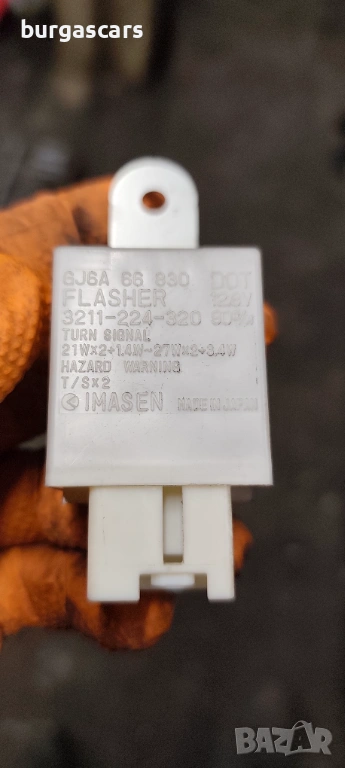 burgascars
GJ6A 66 830 DOT
FLASHER 12.8V
3211-224-320 60W
TURN SIGNAL
21W×2+1.4W-27W×2+3.4W
HAZARD WARNING
T/S×2
IMASEN MADE IN JAPAN
BAZAR